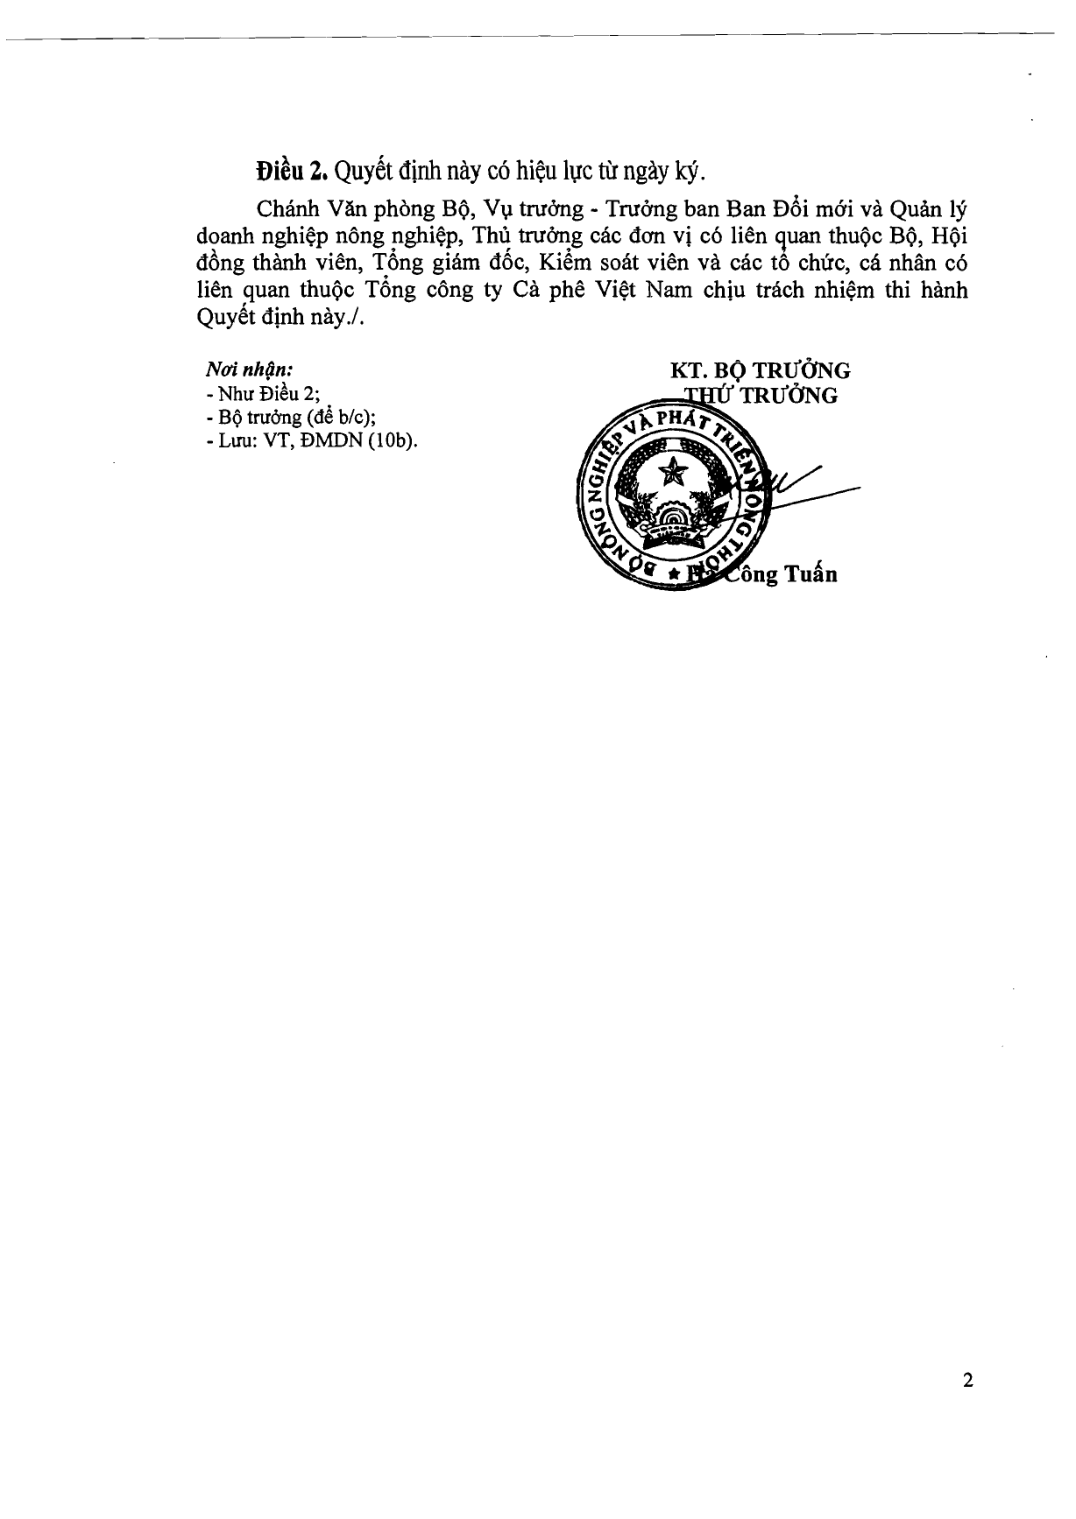 Điều 2. Quyết định này có hiệu lực từ ngày ký.
Chánh Văn phòng Bộ, Vụ trưởng - Trưởng ban Ban Đổi mới và Quản lý
doanh nghiệp nông nghiệp, Thủ trưởng các đơn vị có liên quan thuộc Bộ, Hội
đồng thành viên, Tổng giám đốc, Kiểm soát viên và các tổ chức, cá nhân có
liên quan thuộc Tổng công ty Cà phê Việt Nam chịu trách nhiệm thi hành
Quyết định này./.
Nơi nhận:
- Như Điều 2;
- Bộ trưởng (để b/c);
- Lưu: VT, ĐMDN (10b).
KT. BỘ TRƯỞNG
THỨ TRƯỞNG
BỘ NÔNG NGHIỆP VÀ PHÁT TRIỂN NÔNG THÔN
Hà Công Tuấn
2